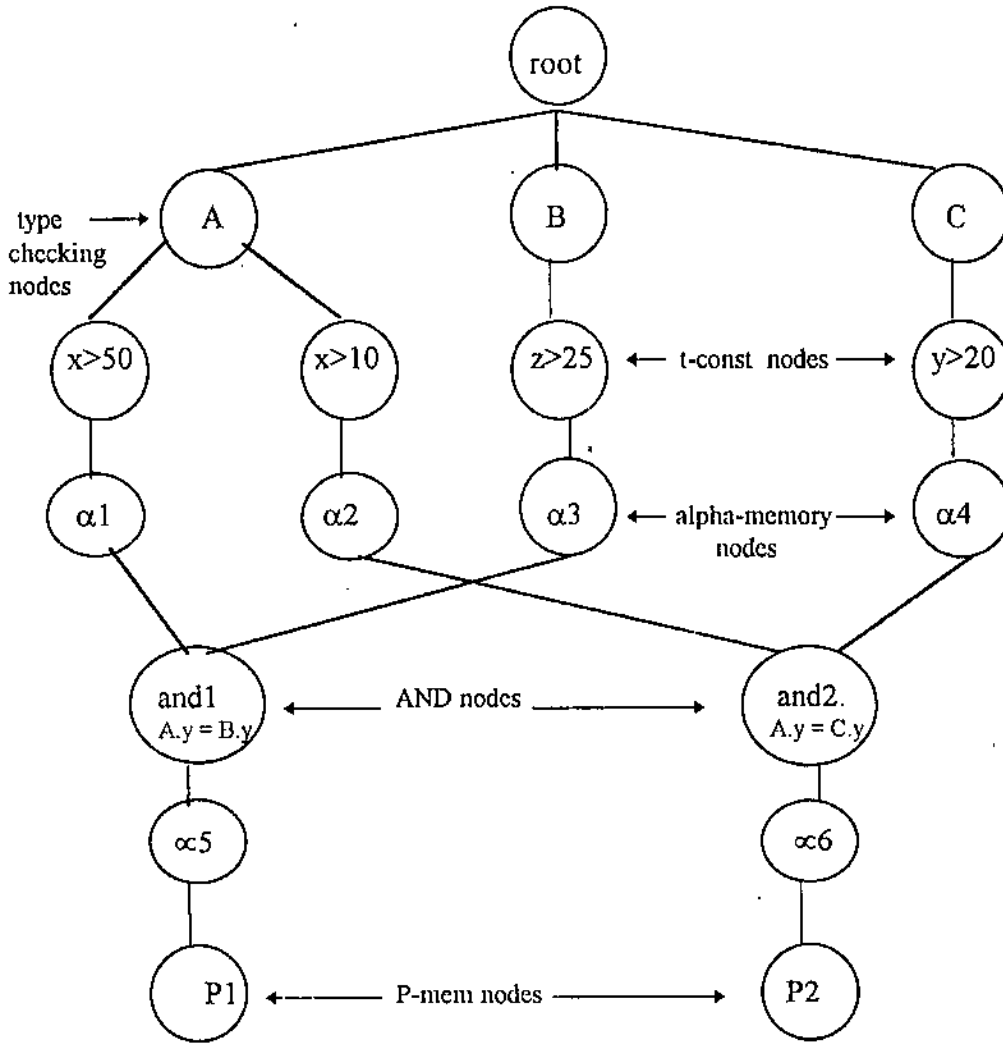 root
A
B
C
type
checking
nodes
x>50
x>10
z>25
t-const nodes
y>20
α1
α2
α3
alpha-memory
nodes
α4
and1
A.y = B.y
AND nodes
and2.
A.y = C.y
∝5
∝6
P1
P-mem nodes
P2